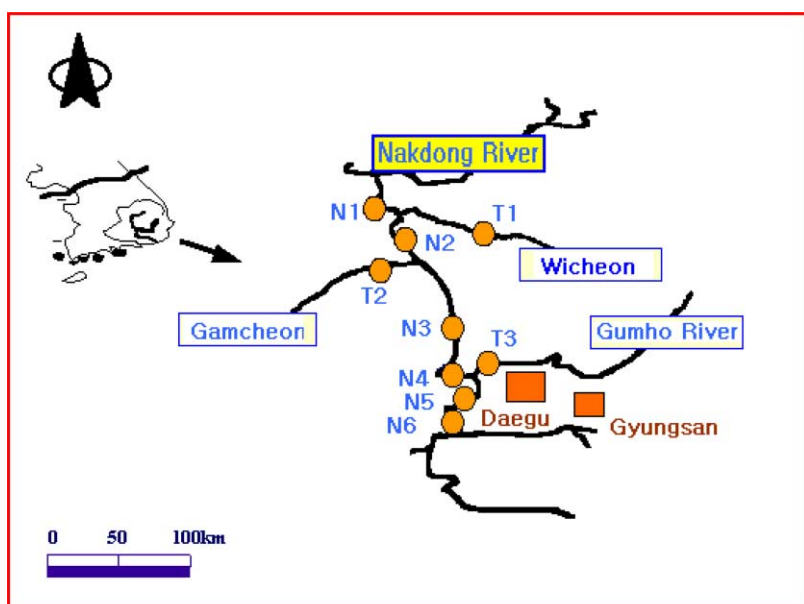 Nakdong River
N1
T1
N2
Wicheon
T2
Gamcheon
N3
Gumho River
T3
N4
N5
Daegu
N6
Gyungsan
0 50 100km